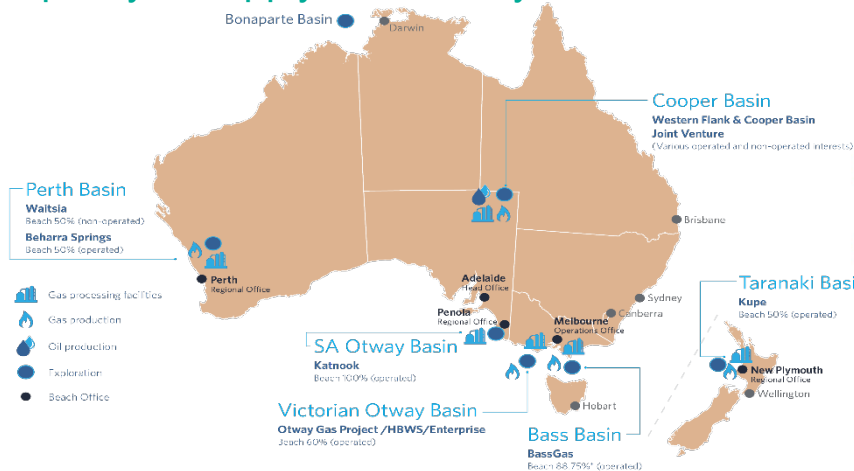 Bonaparte Basin
Darwin
Cooper Basin
Western Flank & Cooper Basin
Joint Venture
(Various operated and non-operated interests)
Perth Basin
Waitsia
Beach 50% (non-operated)
Beharra Springs
Beach 50% (operated)
Brisbane
Perth
Regional Office
Adelaide
Head Office
Taranaki Basi
Kupe
Beach 50% (operated)
Gas processing facilities
Gas production
Oil production
Exploration
Beach Office
Sydney
Canberra
Penola
Regional Office
Melbourne
Operations Office
SA Otway Basin
Katnook
Beach 100% (operated)
New Plymouth
Regional Office
Wellington
Victorian Otway Basin
Otway Gas Project /HBWS/Enterprise
Beach 60% (operated)
Hobart
Bass Basin
BassGas
Beach 88.75%* (operated)